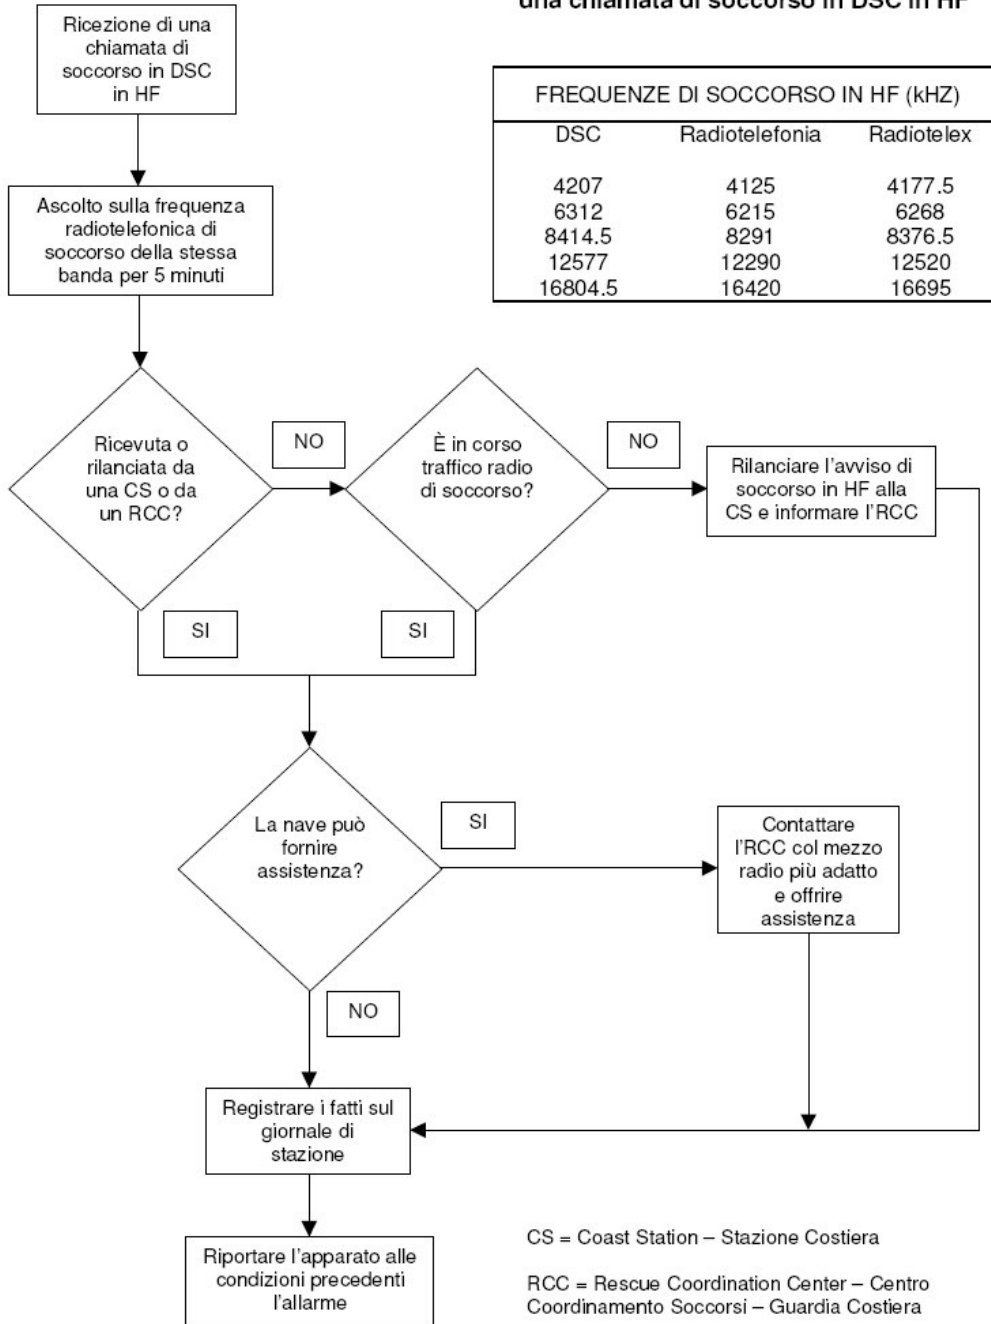 una chiamata di soccorso in DSC in HF
Ricezione di una
chiamata di
soccorso in DSC
in HF
FREQUENZE DI SOCCORSO IN HF (kHZ)
DSC Radiotelefonia Radiotelex
4207 4125 4177.5
6312 6215 6268
8414.5 8291 8376.5
12577 12290 12520
16804.5 16420 16695
Ascolto sulla frequenza
radiotelefonica di
soccorso della stessa
banda per 5 minuti
Ricevuta o
rilanciata da
una CS o da
un RCC?
NO
È in corso
traffico radio
di soccorso?
NO
Rilanciare l'avviso di
soccorso in HF alla
CS e informare l'RCC
SI
SI
La nave può
fornire
assistenza?
SI
Contattare
l'RCC col mezzo
radio più adatto
e offrire
assistenza
NO
Registrare i fatti sul
giornale di
stazione
Riportare l'apparato alle
condizioni precedenti
l'allarme
CS = Coast Station – Stazione Costiera
RCC = Rescue Coordination Center – Centro
Coordinamento Soccorsi – Guardia Costiera